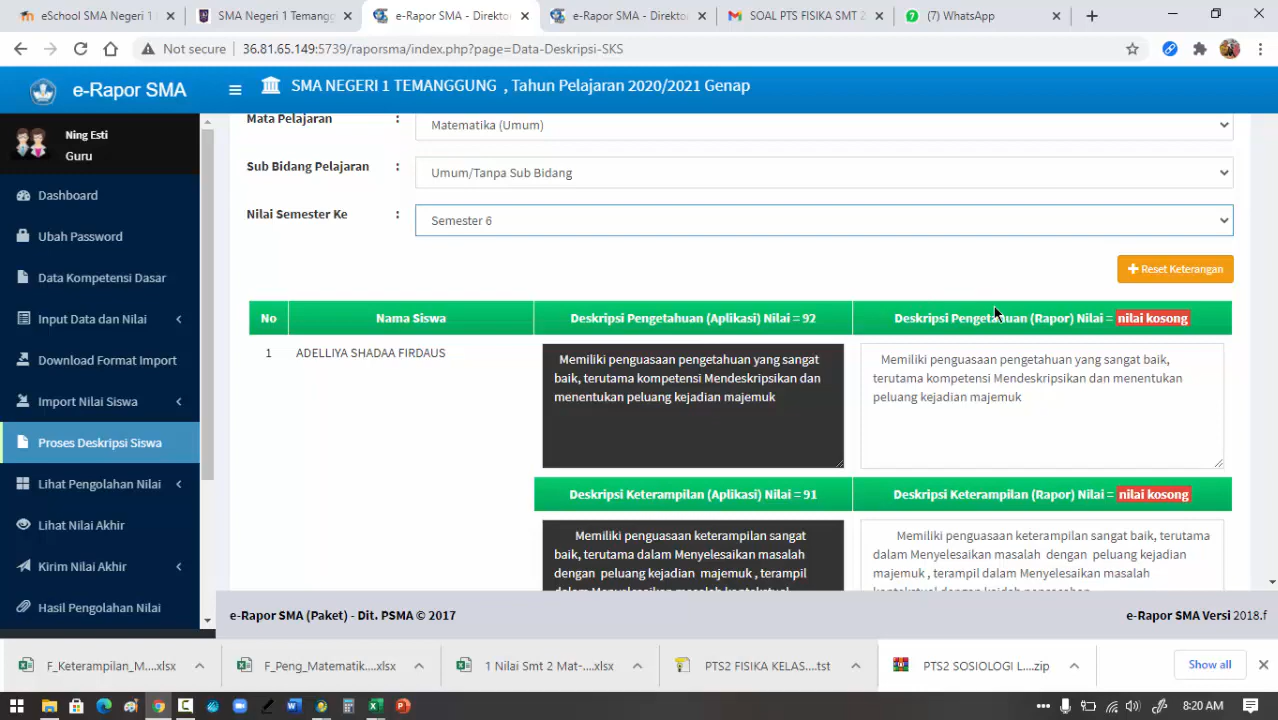 eSchool SMA Negeri 1
SMA Negeri 1 Temangg
e-Rapor SMA - Direkto
e-Rapor SMA - Direkto
SOAL PTS FISIKA SMT 2
(7) WhatsApp
Not secure
36.81.65.149:5739/raporsma/index.php?page=Data-Deskripsi-SKS
e-Rapor SMA
SMA NEGERI 1 TEMANGGUNG , Tahun Pelajaran 2020/2021 Genap
Ning Esti
Guru
Dashboard
Ubah Password
Data Kompetensi Dasar
Input Data dan Nilai
Download Format Import
Import Nilai Siswa
Proses Deskripsi Siswa
Lihat Pengolahan Nilai
Lihat Nilai Akhir
Kirim Nilai Akhir
Hasil Pengolahan Nilai
Mata Pelajaran : Matematika (Umum)
Sub Bidang Pelajaran : Umum/Tanpa Sub Bidang
Nilai Semester Ke : Semester 6
Reset Keterangan
No
Nama Siswa
Deskripsi Pengetahuan (Aplikasi) Nilai = 92
Deskripsi Pengetahuan (Rapor) Nilai = nilai kosong
1
ADELLIYA SHADAA FIRDAUS
Memiliki penguasaan pengetahuan yang sangat
baik, terutama kompetensi Mendeskripsikan dan
menentukan peluang kejadian majemuk
Memiliki penguasaan pengetahuan yang sangat baik,
terutama kompetensi Mendeskripsikan dan menentukan
peluang kejadian majemuk
Deskripsi Keterampilan (Aplikasi) Nilai = 91
Deskripsi Keterampilan (Rapor) Nilai = nilai kosong
Memiliki penguasaan keterampilan sangat
baik, terutama dalam Menyelesaikan masalah
dengan peluang kejadian majemuk , terampil
dalam Menyelesaikan masalah kontekstual
Memiliki penguasaan keterampilan sangat baik, terutama
dalam Menyelesaikan masalah dengan peluang kejadian
majemuk , terampil dalam Menyelesaikan masalah
kontekstual dengan kaidah pencacahan
e-Rapor SMA (Paket) - Dit. PSMA © 2017
e-Rapor SMA Versi 2018.f
F_Keterampilan_M....xlsx
F_Peng_Matematik....xlsx
1 Nilai Smt 2 Mat-....xlsx
PTS2 FISIKA KELAS....tst
PTS2 SOSIOLOGI L....zip
Show all
8:20 AM